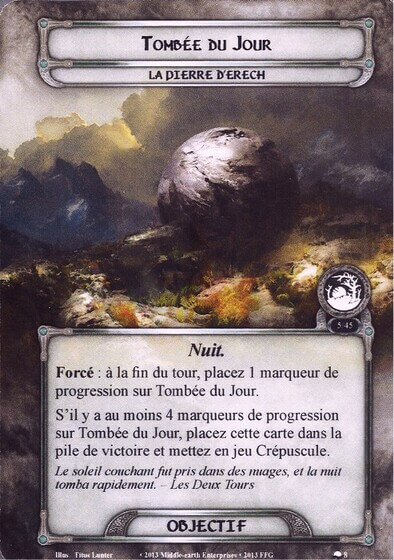 Tombée du Jour
La Pierre d'Erech
5/45
Nuit.
Forcé : à la fin du tour, placez 1 marqueur de
progression sur Tombée du Jour.
S'il y a au moins 4 marqueurs de progression
sur Tombée du Jour, placez cette carte dans la
pile de victoire et mettez en jeu Crépuscule.
Le soleil couchant fut pris dans des nuages, et la nuit
tomba rapidement. – Les Deux Tours
Objectif
Illus. Titus Lunter © 2013 Middle-earth Enterprises © 2013 FFG 8